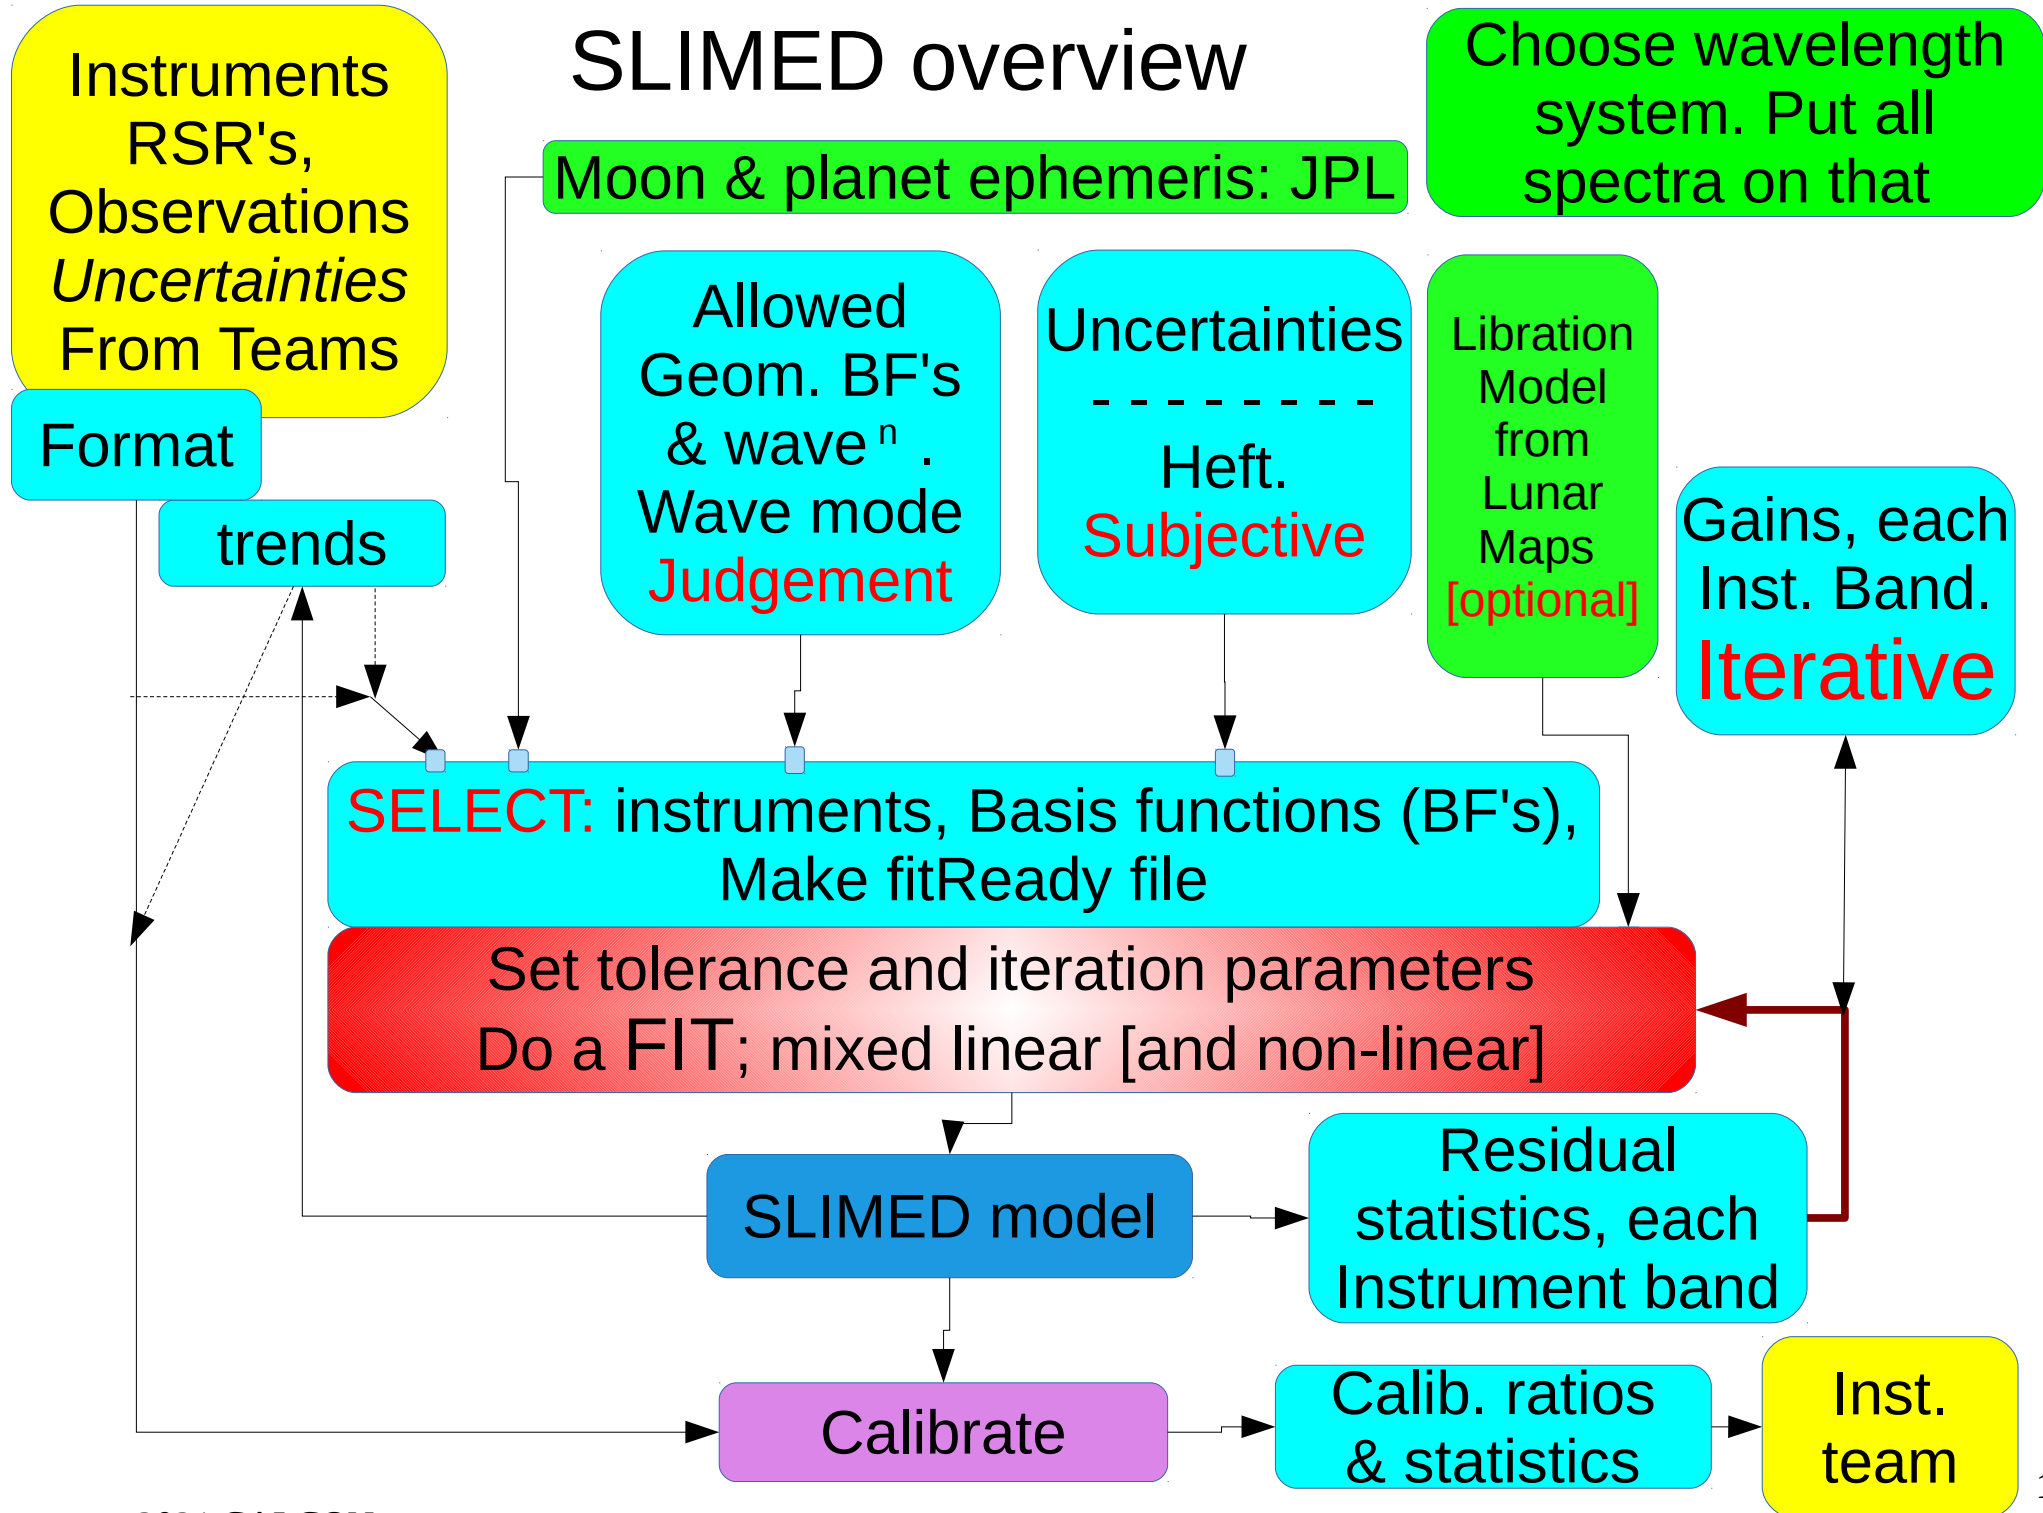 SLIMED overview
Instruments
RSR's,
Observations
Uncertainties
From Teams
Format
trends
Moon & planet ephemeris: JPL
Choose wavelength
system. Put all
spectra on that
Allowed
Geom. BF's
& wave n .
Wave mode
Judgement
Uncertainties
- - - - - - - -
Heft.
Subjective
Libration
Model
from
Lunar
Maps
[optional]
Gains, each
Inst. Band.
Iterative
SELECT: instruments, Basis functions (BF's),
Make fitReady file
Set tolerance and iteration parameters
Do a FIT; mixed linear [and non-linear]
SLIMED model
Residual
statistics, each
Instrument band
Calibrate
Calib. ratios
& statistics
Inst.
team